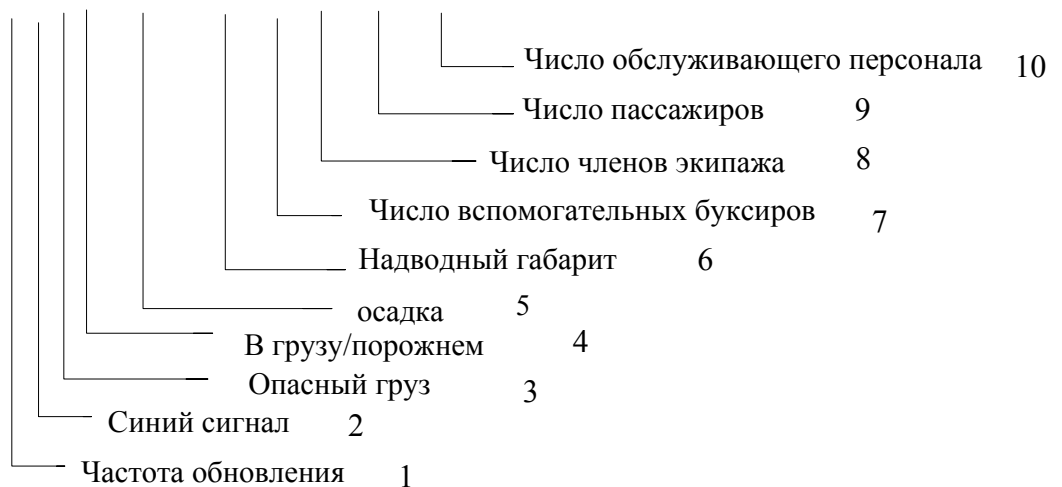 Число обслуживающего персонала 10
Число пассажиров 9
Число членов экипажа 8
Число вспомогательных буксиров 7
Надводный габарит 6
осадка 5
В грузу/порожнем 4
Опасный груз 3
Синий сигнал 2
Частота обновления 1